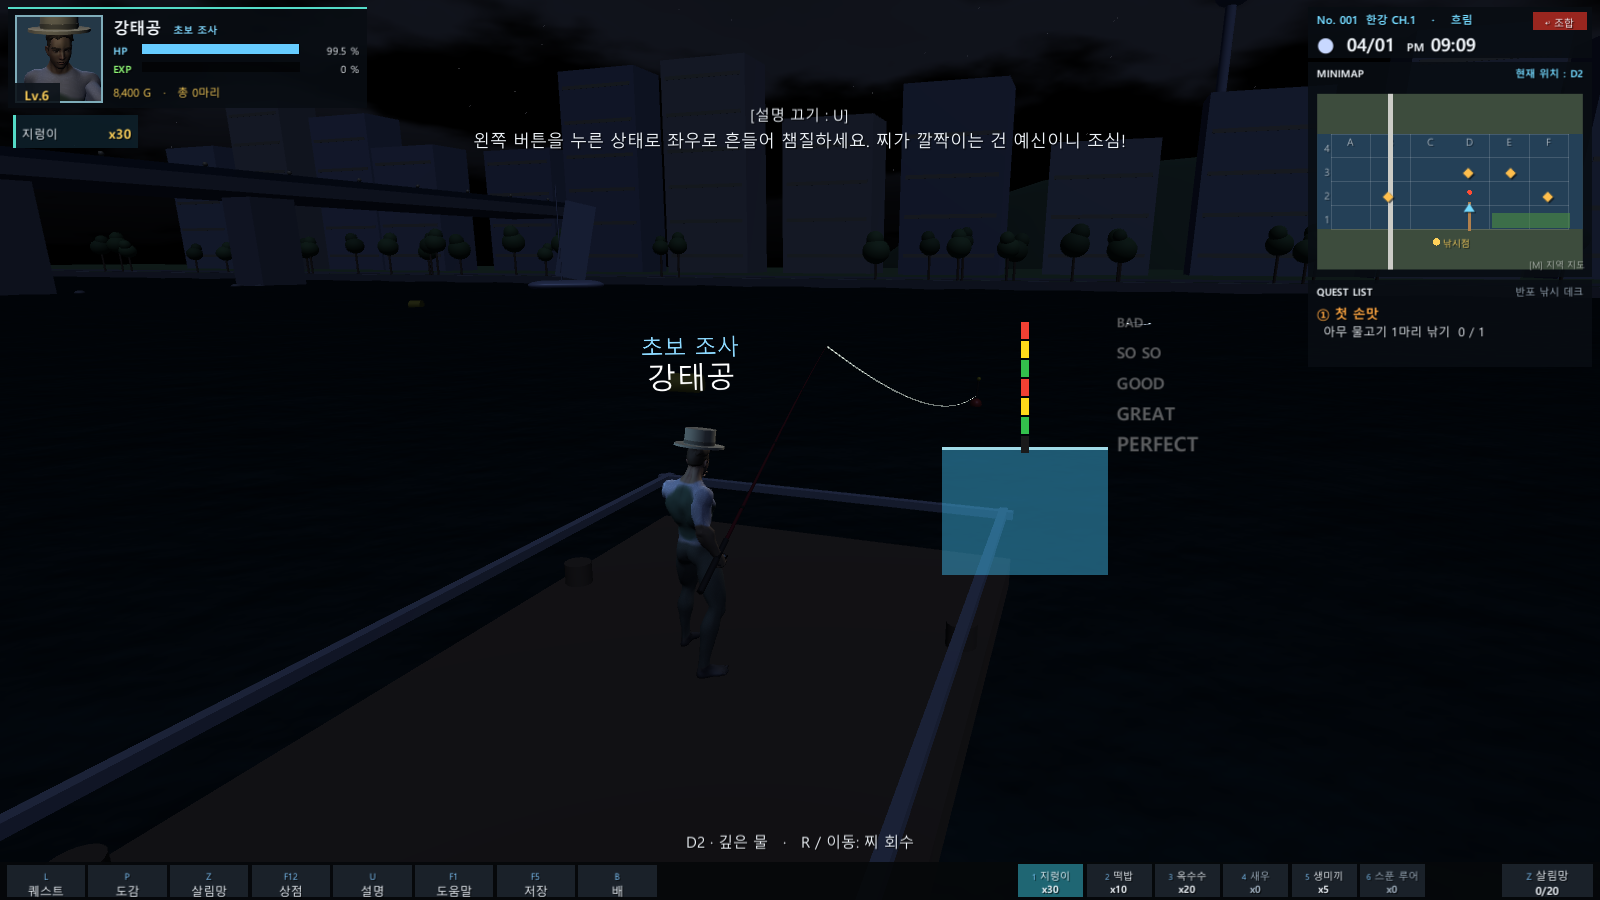 강태공 초보 조사
HP 99.5 %
EXP 0 %
Lv.6
8,400 G · 총 0마리
지렁이 x30
[설명 끄기 : U]
왼쪽 버튼을 누른 상태로 좌우로 흔들어 챔질하세요. 찌가 깔짝이는 건 예신이니 조심!
No. 001 한강 CH.1 · 흐림
조합
04/01 PM 09:09
MINIMAP 현재 위치 : D2
A C D E F
4
3
2
1
낚시점
[M] 지역 지도
QUEST LIST 반포 낚시 데크
① 첫 손맛
아무 물고기 1마리 낚기 0 / 1
초보 조사
강태공
BAD
SO SO
GOOD
GREAT
PERFECT
D2 · 깊은 물 · R / 이동: 찌 회수
L 퀘스트
P 도감
Z 살림망
F12 상점
U 설명
F1 도움말
F5 저장
B 배
1 지렁이 x30
2 떡밥 x10
3 옥수수 x20
4 새우 x0
5 생미끼 x5
6 스푼 루어 x0
Z 살림망 0/20